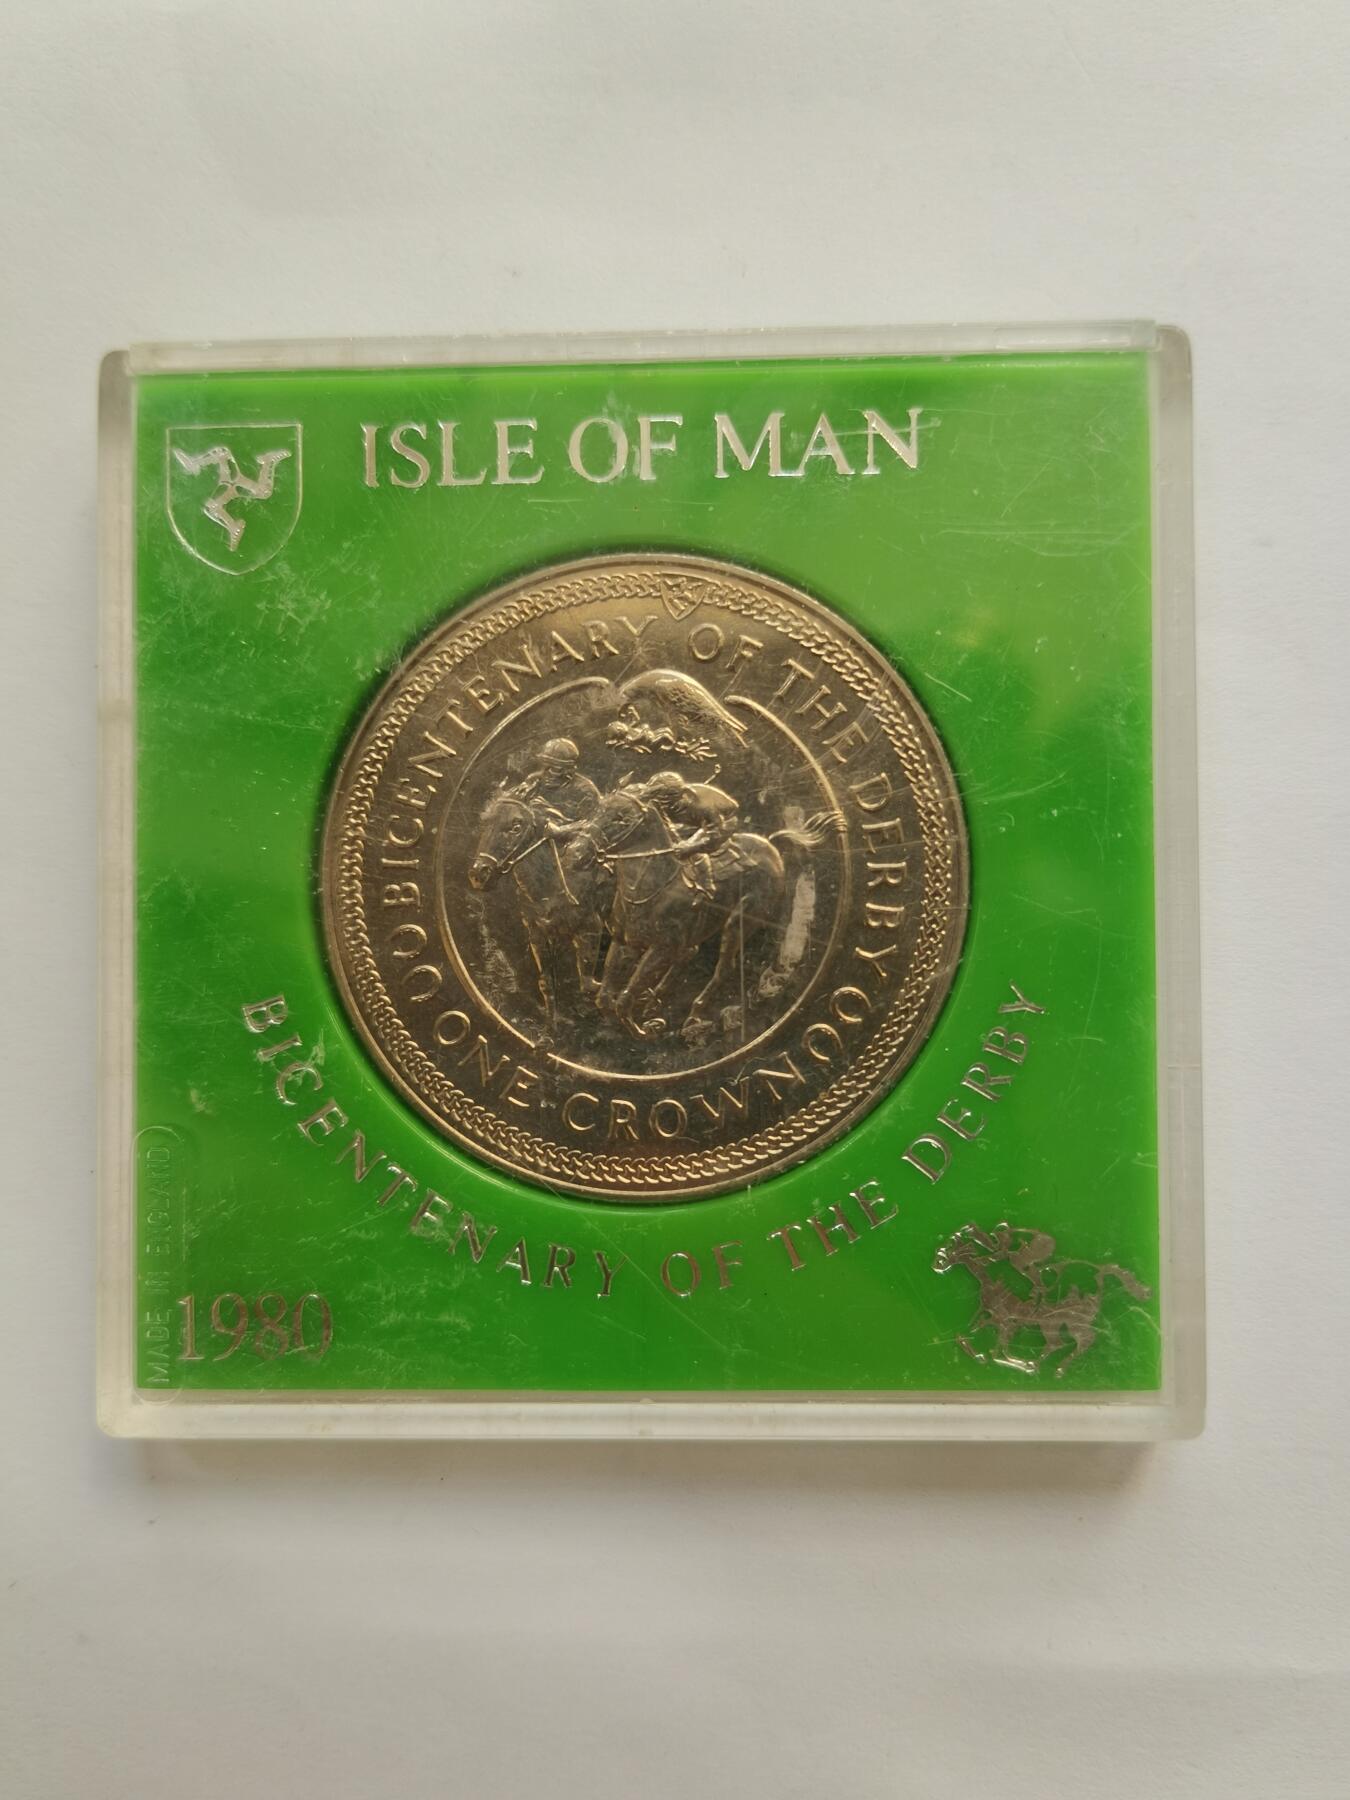 ISLE OF MAN
BICENTENARY OF THE DERBY
ONE CROWN
BICENTENARY OF THE DERBY
1980
MADE IN ENGLAND